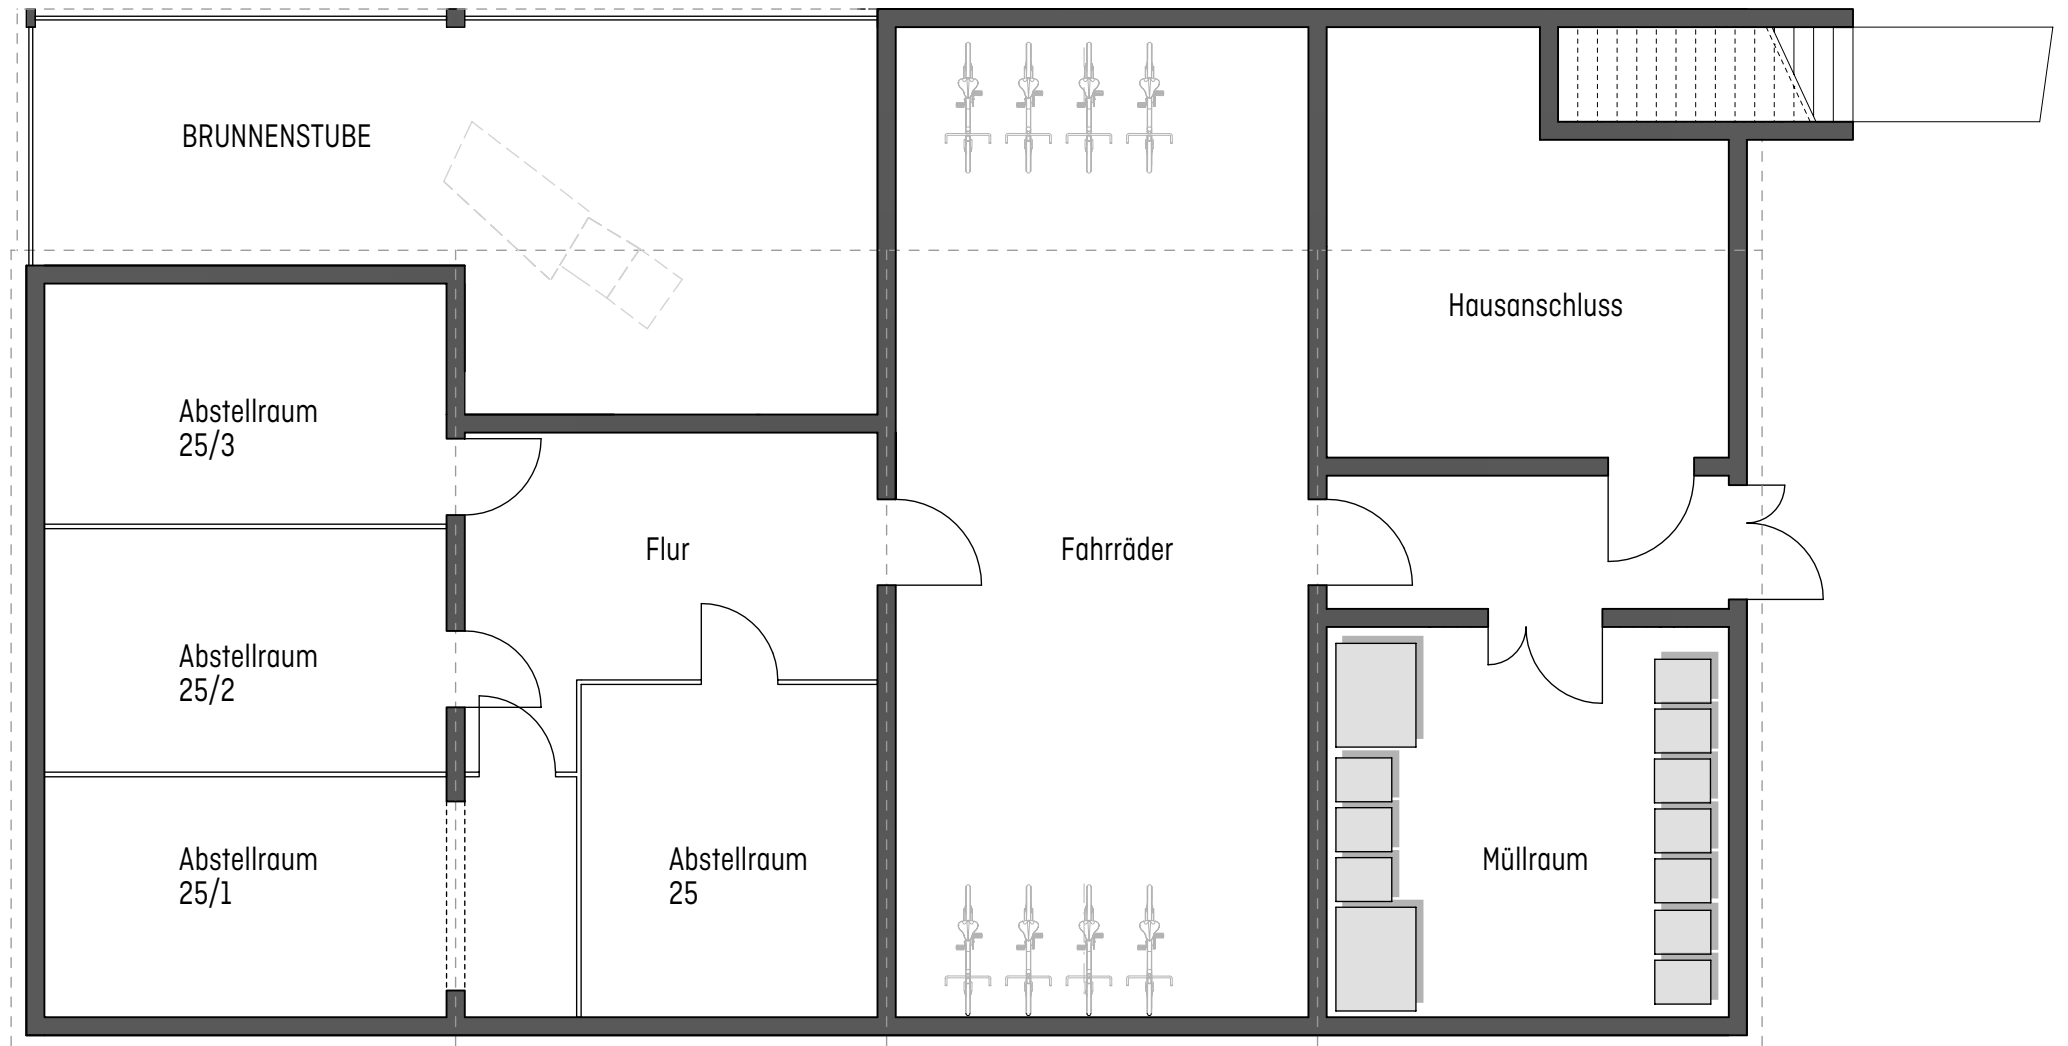 BRUNNENSTUBE
Hausanschluss
Abstellraum
25/3
Flur
Fahrräder
Abstellraum
25/2
Abstellraum
25/1
Abstellraum
25
Müllraum